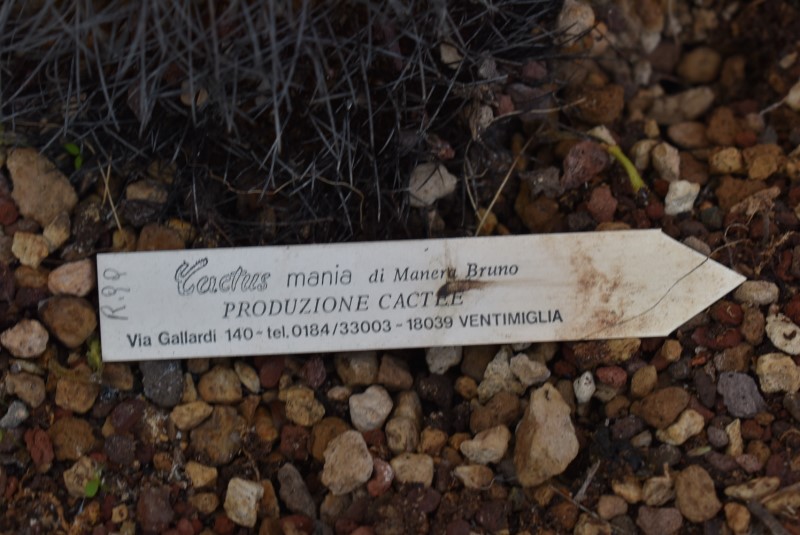 R.99
Cactus mania di Manera Bruno
PRODUZIONE CACTEE
Via Gallardi 140 - tel. 0184/33003 - 18039 VENTIMIGLIA